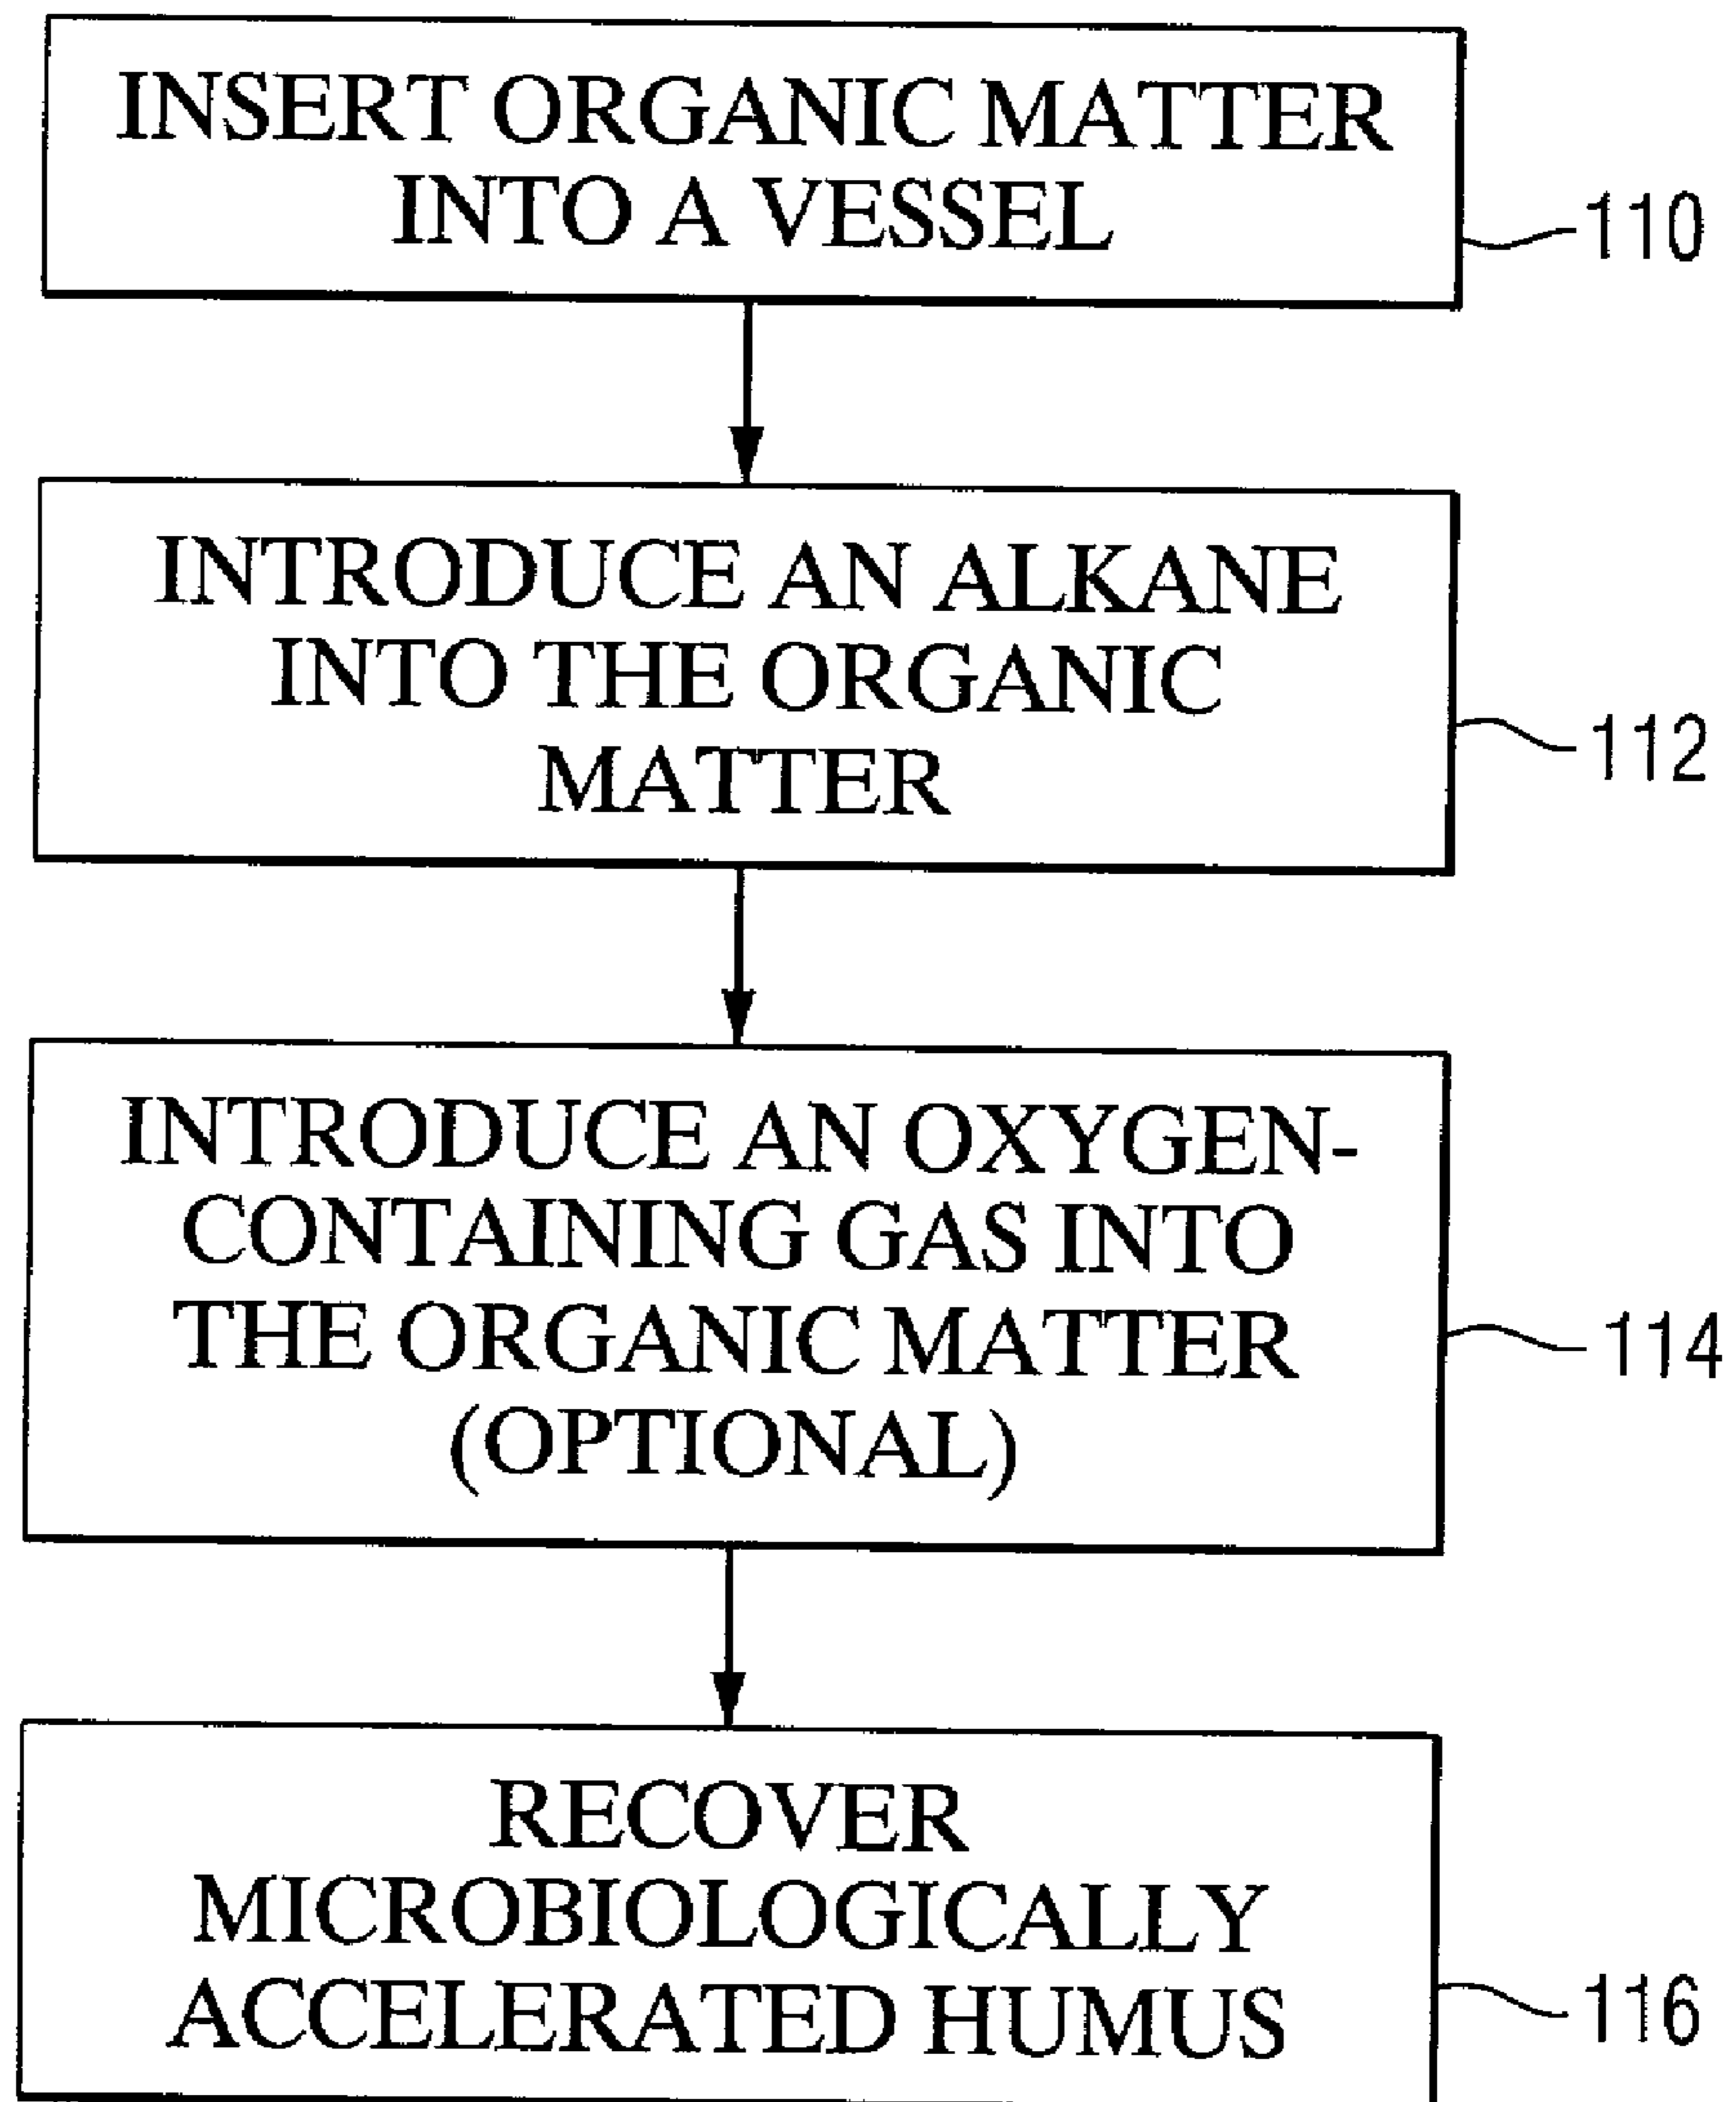 INSERT ORGANIC MATTER
INTO A VESSEL
110
INTRODUCE AN ALKANE
INTO THE ORGANIC
MATTER
112
INTRODUCE AN OXYGEN-
CONTAINING GAS INTO
THE ORGANIC MATTER
(OPTIONAL)
114
RECOVER
MICROBIOLOGICALLY
ACCELERATED HUMUS
116